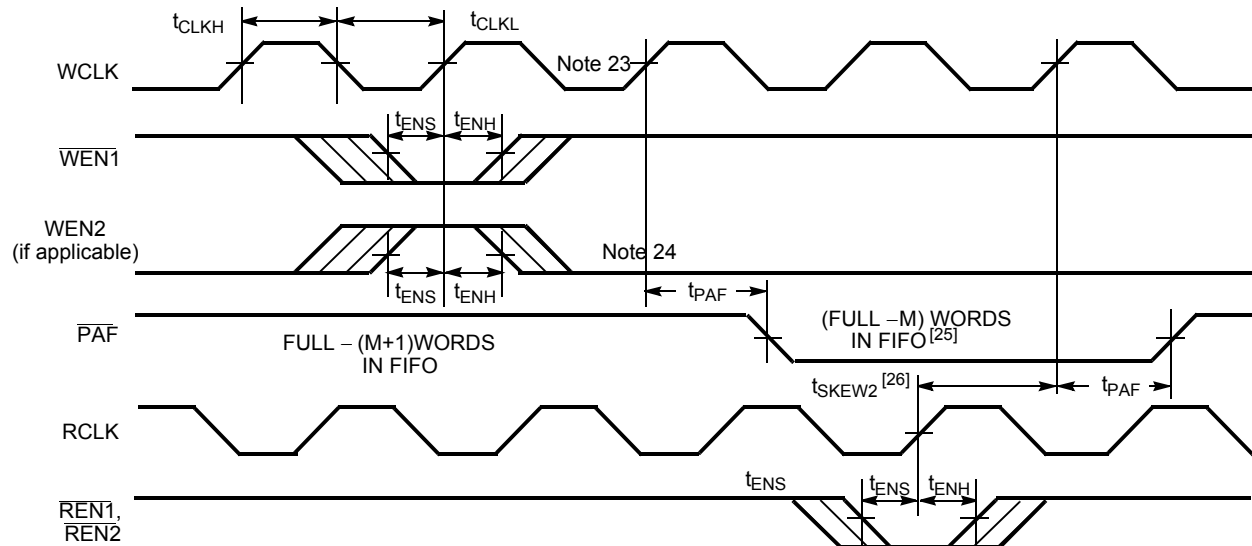 tCLKH
tCLKL
WCLK
Note 23
tENS
tENH
WEN1
WEN2
(if applicable)
Note 24
tENS
tENH
tPAF
PAF
FULL – (M+1)WORDS
IN FIFO
(FULL –M) WORDS
IN FIFO[25]
tSKEW2 [26]
tPAF
RCLK
tENS
tENS
tENH
REN1,
REN2